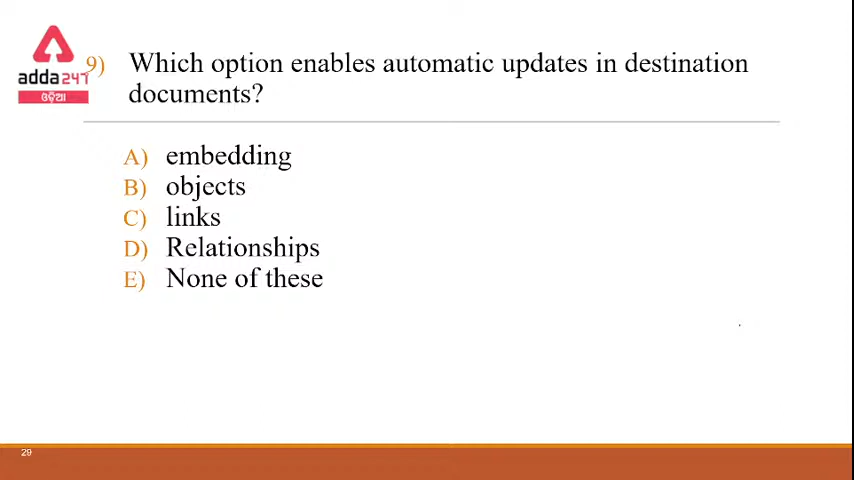 adda247
ଓଡ଼ିଆ
9) Which option enables automatic updates in destination
documents?
A) embedding
B) objects
C) links
D) Relationships
E) None of these
29